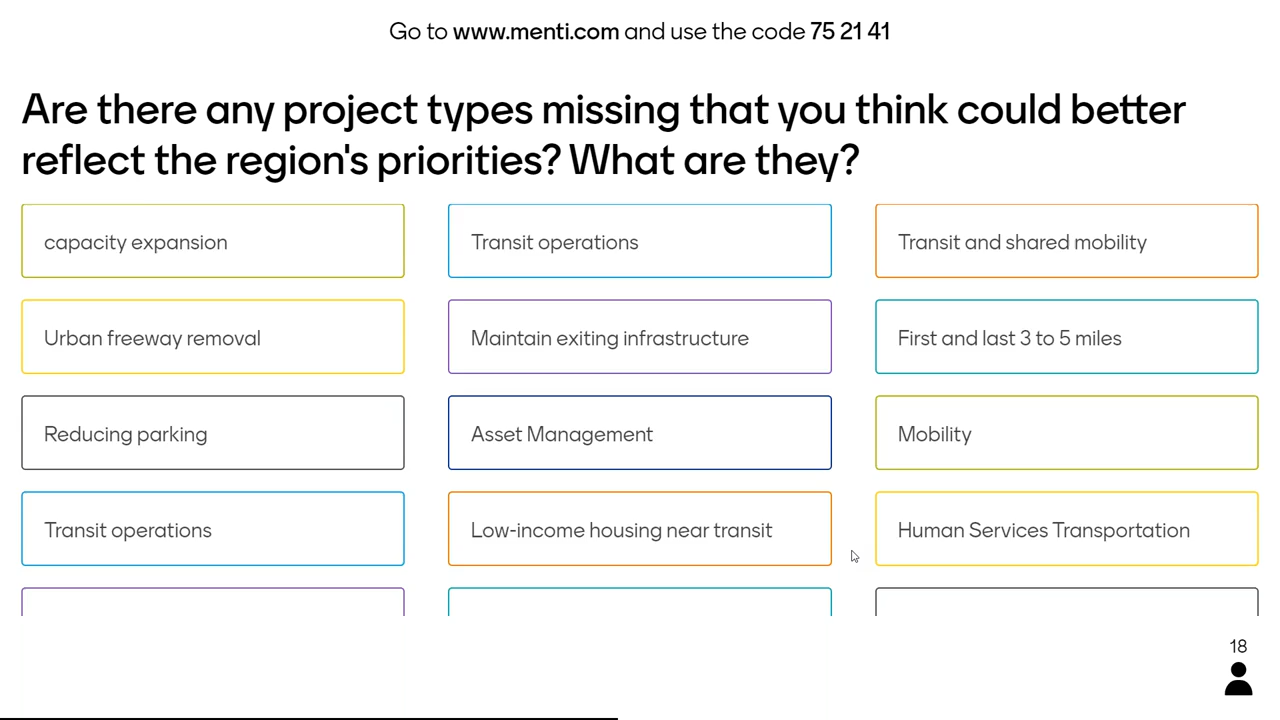 Go to www.menti.com and use the code 75 21 41
Are there any project types missing that you think could better
reflect the region's priorities? What are they?
capacity expansion
Transit operations
Transit and shared mobility
Urban freeway removal
Maintain exiting infrastructure
First and last 3 to 5 miles
Reducing parking
Asset Management
Mobility
Transit operations
Low-income housing near transit
Human Services Transportation
18